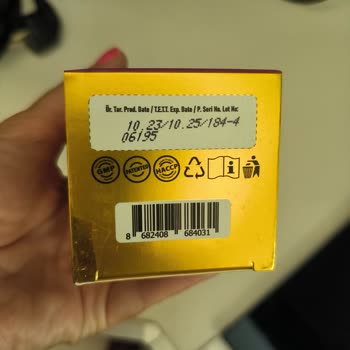 Ür. Tar. Prod. Date / T.E.T.T. Exp. Date / P. Seri No. Lot No:
10.23/10.25/184-4
06195
GMP PATENTED HACCP
8 682408 684031